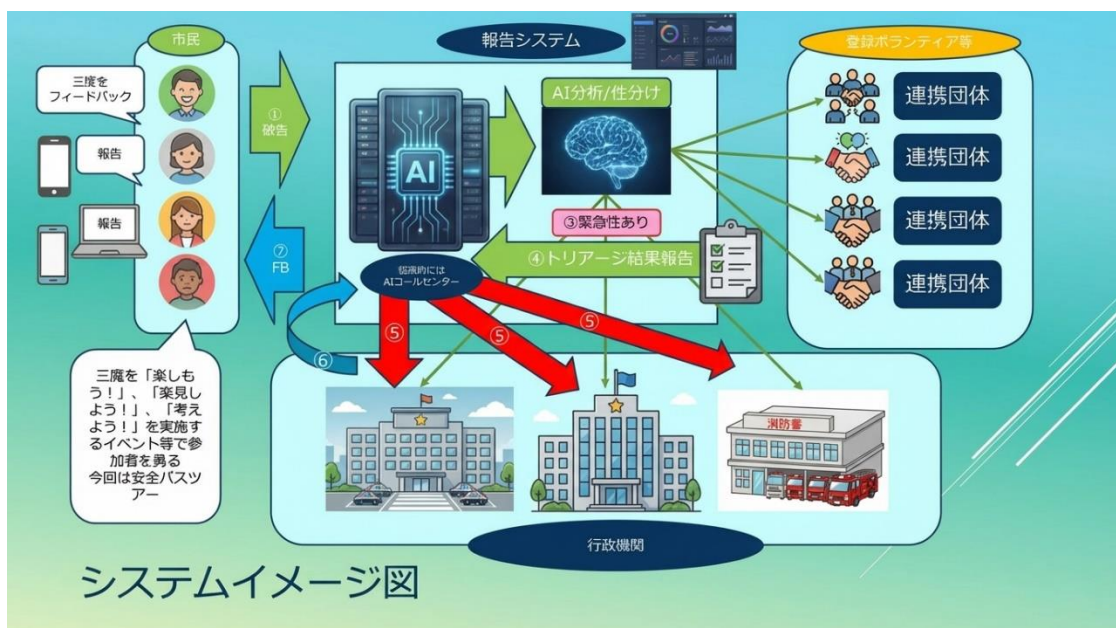 市民
報告システム
登録ボランティア等
三度を
フィードバック
報告
報告
①
破告
⑦
FB
AI
AI分析/性分け
③緊急性あり
④トリアージ結果報告
AIコールセンター
⑤
⑤
⑤
⑥
連携団体
連携団体
連携団体
連携団体
三魔を「楽しも
う！」、「楽見し
よう！」、「考え
よう！」を実施す
るイベント等で参
加者を募る
今回は安全バスツ
アー
消防署
行政機関
システムイメージ図